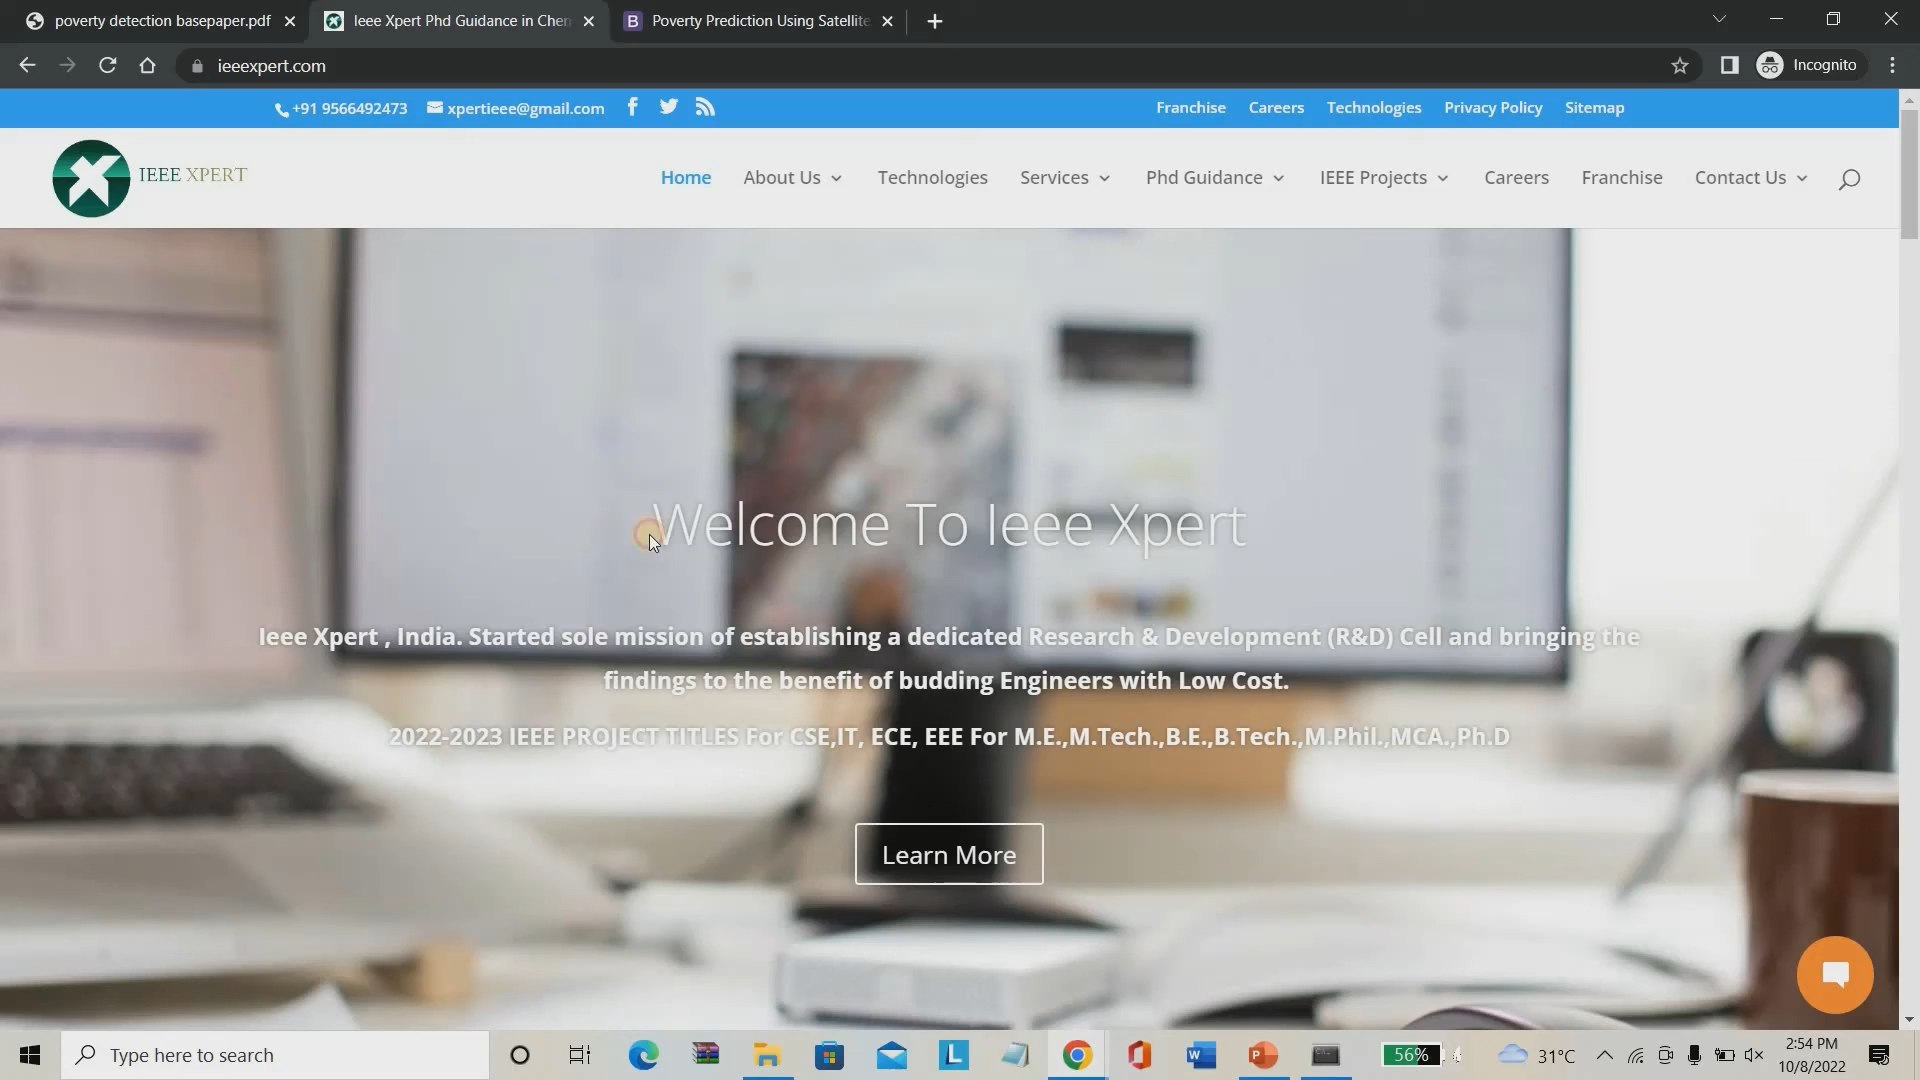 poverty detection basepaper.pdf
Ieee Xpert Phd Guidance in Chen
B
Poverty Prediction Using Satellite
ieeexpert.com
Incognito
+91 9566492473
xpertieee@gmail.com
Franchise
Careers
Technologies
Privacy Policy
Sitemap
IEEE XPERT
Home
About Us
Technologies
Services
Phd Guidance
IEEE Projects
Careers
Franchise
Contact Us
Welcome To Ieee Xpert
Ieee Xpert , India. Started sole mission of establishing a dedicated Research & Development (R&D) Cell and bringing the
findings to the benefit of budding Engineers with Low Cost.
2022-2023 IEEE PROJECT TITLES For CSE,IT, ECE, EEE For M.E.,M.Tech.,B.E.,B.Tech.,M.Phil.,MCA.,Ph.D
Learn More
Type here to search
L
56%
31°C
2:54 PM
10/8/2022